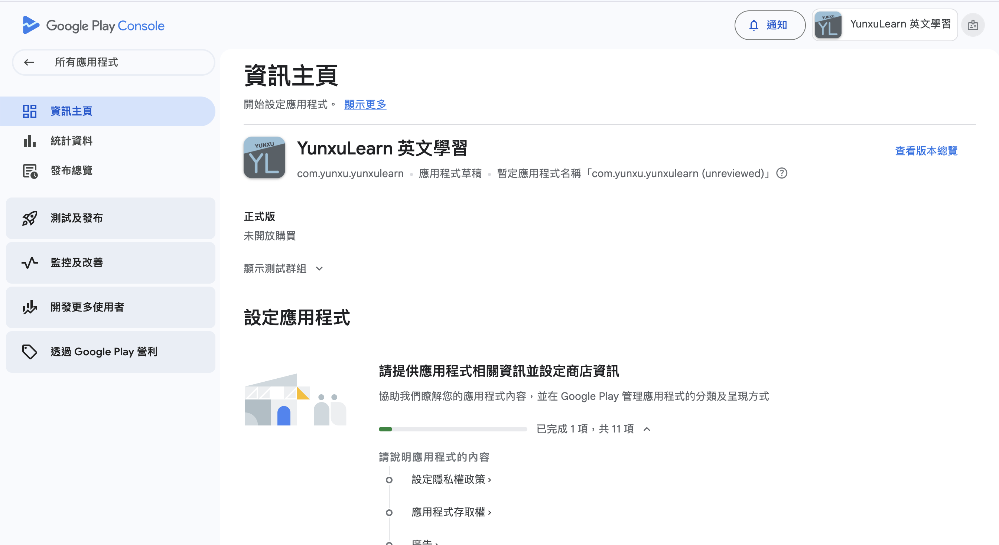 Google Play Console
通知
YUNXU
YL
YunxuLearn 英文學習
所有應用程式
資訊主頁
統計資料
發布總覽
測試及發布
監控及改善
開發更多使用者
透過 Google Play 營利
資訊主頁
開始設定應用程式。 顯示更多
YUNXU
YL
YunxuLearn 英文學習
查看版本總覽
com.yunxu.yunxulearn • 應用程式草稿 • 暫定應用程式名稱「com.yunxu.yunxulearn (unreviewed)」
正式版
未開放購買
顯示測試群組
設定應用程式
請提供應用程式相關資訊並設定商店資訊
協助我們瞭解您的應用程式內容，並在 Google Play 管理應用程式的分類及呈現方式
已完成 1 項，共 11 項
請說明應用程式的內容
設定隱私權政策 ›
應用程式存取權 ›
廣告 ›